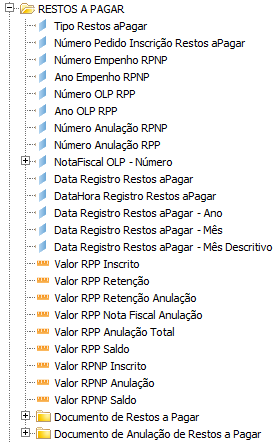 RESTOS A PAGAR
Tipo Restos aPagar
Número Pedido Inscrição Restos aPagar
Número Empenho RPNP
Ano Empenho RPNP
Número OLP RPP
Ano OLP RPP
Número Anulação RPNP
Número Anulação RPP
NotaFiscal OLP - Número
Data Registro Restos aPagar
DataHora Registro Restos aPagar
Data Registro Restos aPagar - Ano
Data Registro Restos aPagar - Mês
Data Registro Restos aPagar - Mês Descritivo
Valor RPP Inscrito
Valor RPP Retenção
Valor RPP Retenção Anulação
Valor RPP Nota Fiscal Anulação
Valor RPP Anulação Total
Valor RPP Saldo
Valor RPNP Inscrito
Valor RPNP Anulação
Valor RPNP Saldo
Documento de Restos a Pagar
Documento de Anulação de Restos a Pagar